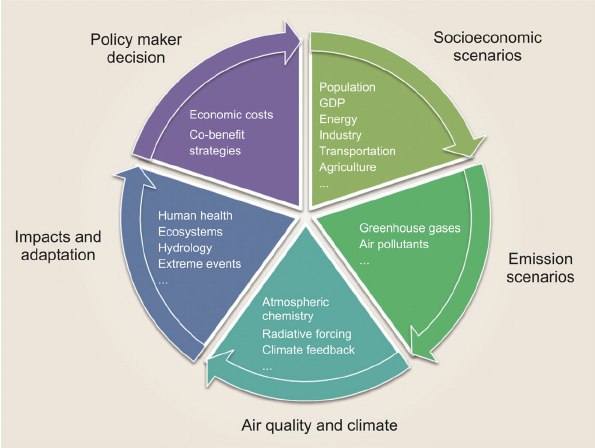 Policy maker
decision
Socioeconomic
scenarios
Economic costs
Co-benefit
strategies
Population
GDP
Energy
Industry
Transportation
Agriculture
...
Human health
Ecosystems
Hydrology
Extreme events
...
Greenhouse gases
Air pollutants
...
Impacts and
adaptation
Emission
scenarios
Atmospheric
chemistry
Radiative forcing
Climate feedback
...
Air quality and climate